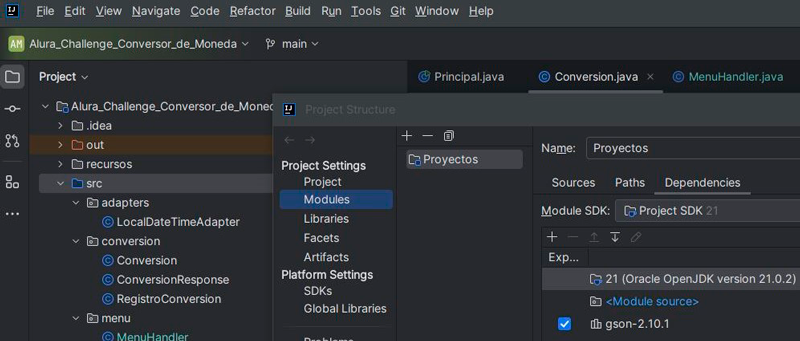 File Edit View Navigate Code Refactor Build Run Tools Git Window Help
AM Alura_Challenge_Conversor_de_Moneda main
Project
Principal.java Conversion.java MenuHandler.java
Alura_Challenge_Conversor_de_Moneda
.idea
out
recursos
src
adapters
LocalDateTimeAdapter
conversion
Conversion
ConversionResponse
RegistroConversion
menu
MenuHandler
Project Structure
Project Settings
Project
Modules
Libraries
Facets
Artifacts
Platform Settings
SDKs
Global Libraries
Problems
Proyectos
Name: Proyectos
Sources Paths Dependencies
Module SDK: Project SDK 21
Exp...
21 (Oracle OpenJDK version 21.0.2)
<Module source>
gson-2.10.1